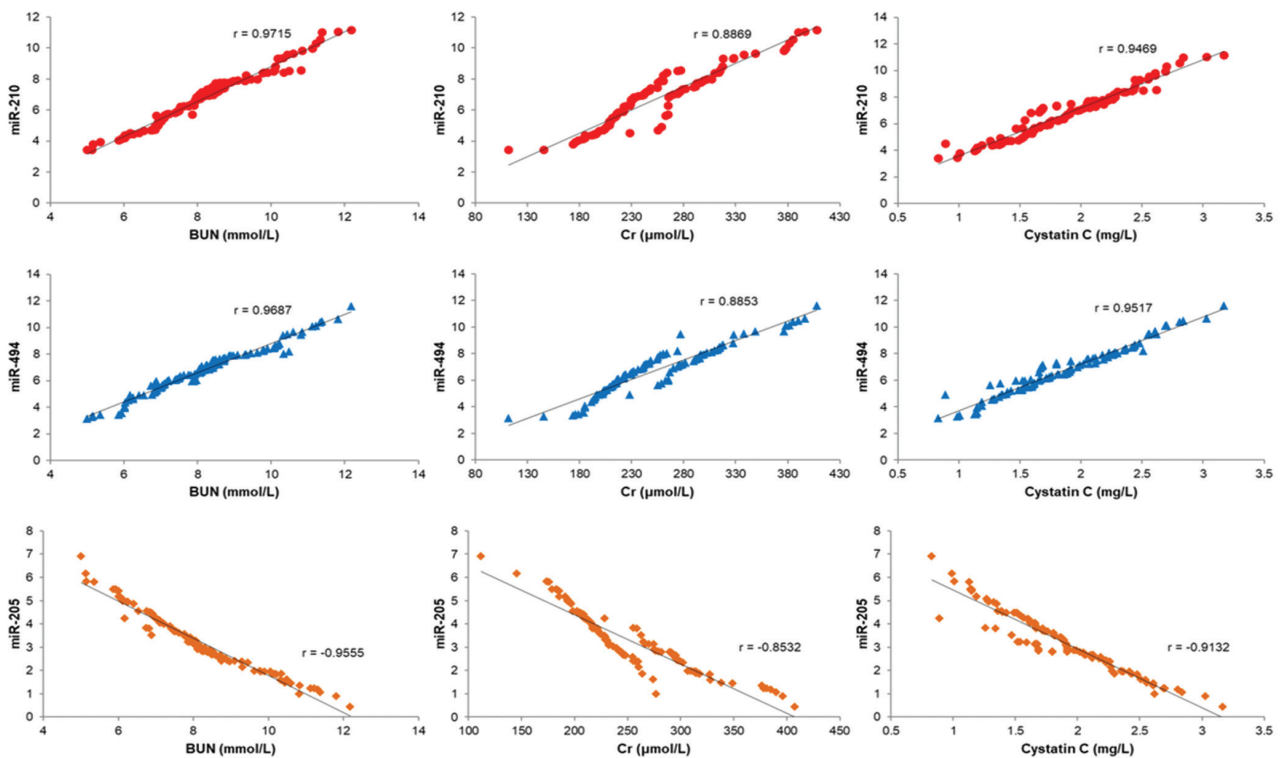 miR-210
14
12
10
8
6
4
2
0
r = 0.9715
4 6 8 10 12 14
BUN (mmol/L)
miR-210
12
10
8
6
4
2
0
r = 0.8869
80 130 180 230 280 330 380 430
Cr (µmol/L)
miR-210
14
12
10
8
6
4
2
0
r = 0.9469
0.5 1 1.5 2 2.5 3 3.5
Cystatin C (mg/L)
miR-494
14
12
10
8
6
4
2
0
r = 0.9687
4 6 8 10 12 14
BUN (mmol/L)
miR-494
14
12
10
8
6
4
2
0
r = 0.8853
80 130 180 230 280 330 380 430
Cr (µmol/L)
miR-494
14
12
10
8
6
4
2
0
r = 0.9517
0.5 1 1.5 2 2.5 3 3.5
Cystatin C (mg/L)
miR-205
8
7
6
5
4
3
2
1
0
r = -0.9555
4 6 8 10 12 14
BUN (mmol/L)
miR-205
8
7
6
5
4
3
2
1
0
r = -0.8532
100 150 200 250 300 350 400 450
Cr (µmol/L)
miR-205
8
7
6
5
4
3
2
1
0
r = -0.9132
0.5 1 1.5 2 2.5 3 3.5
Cystatin C (mg/L)